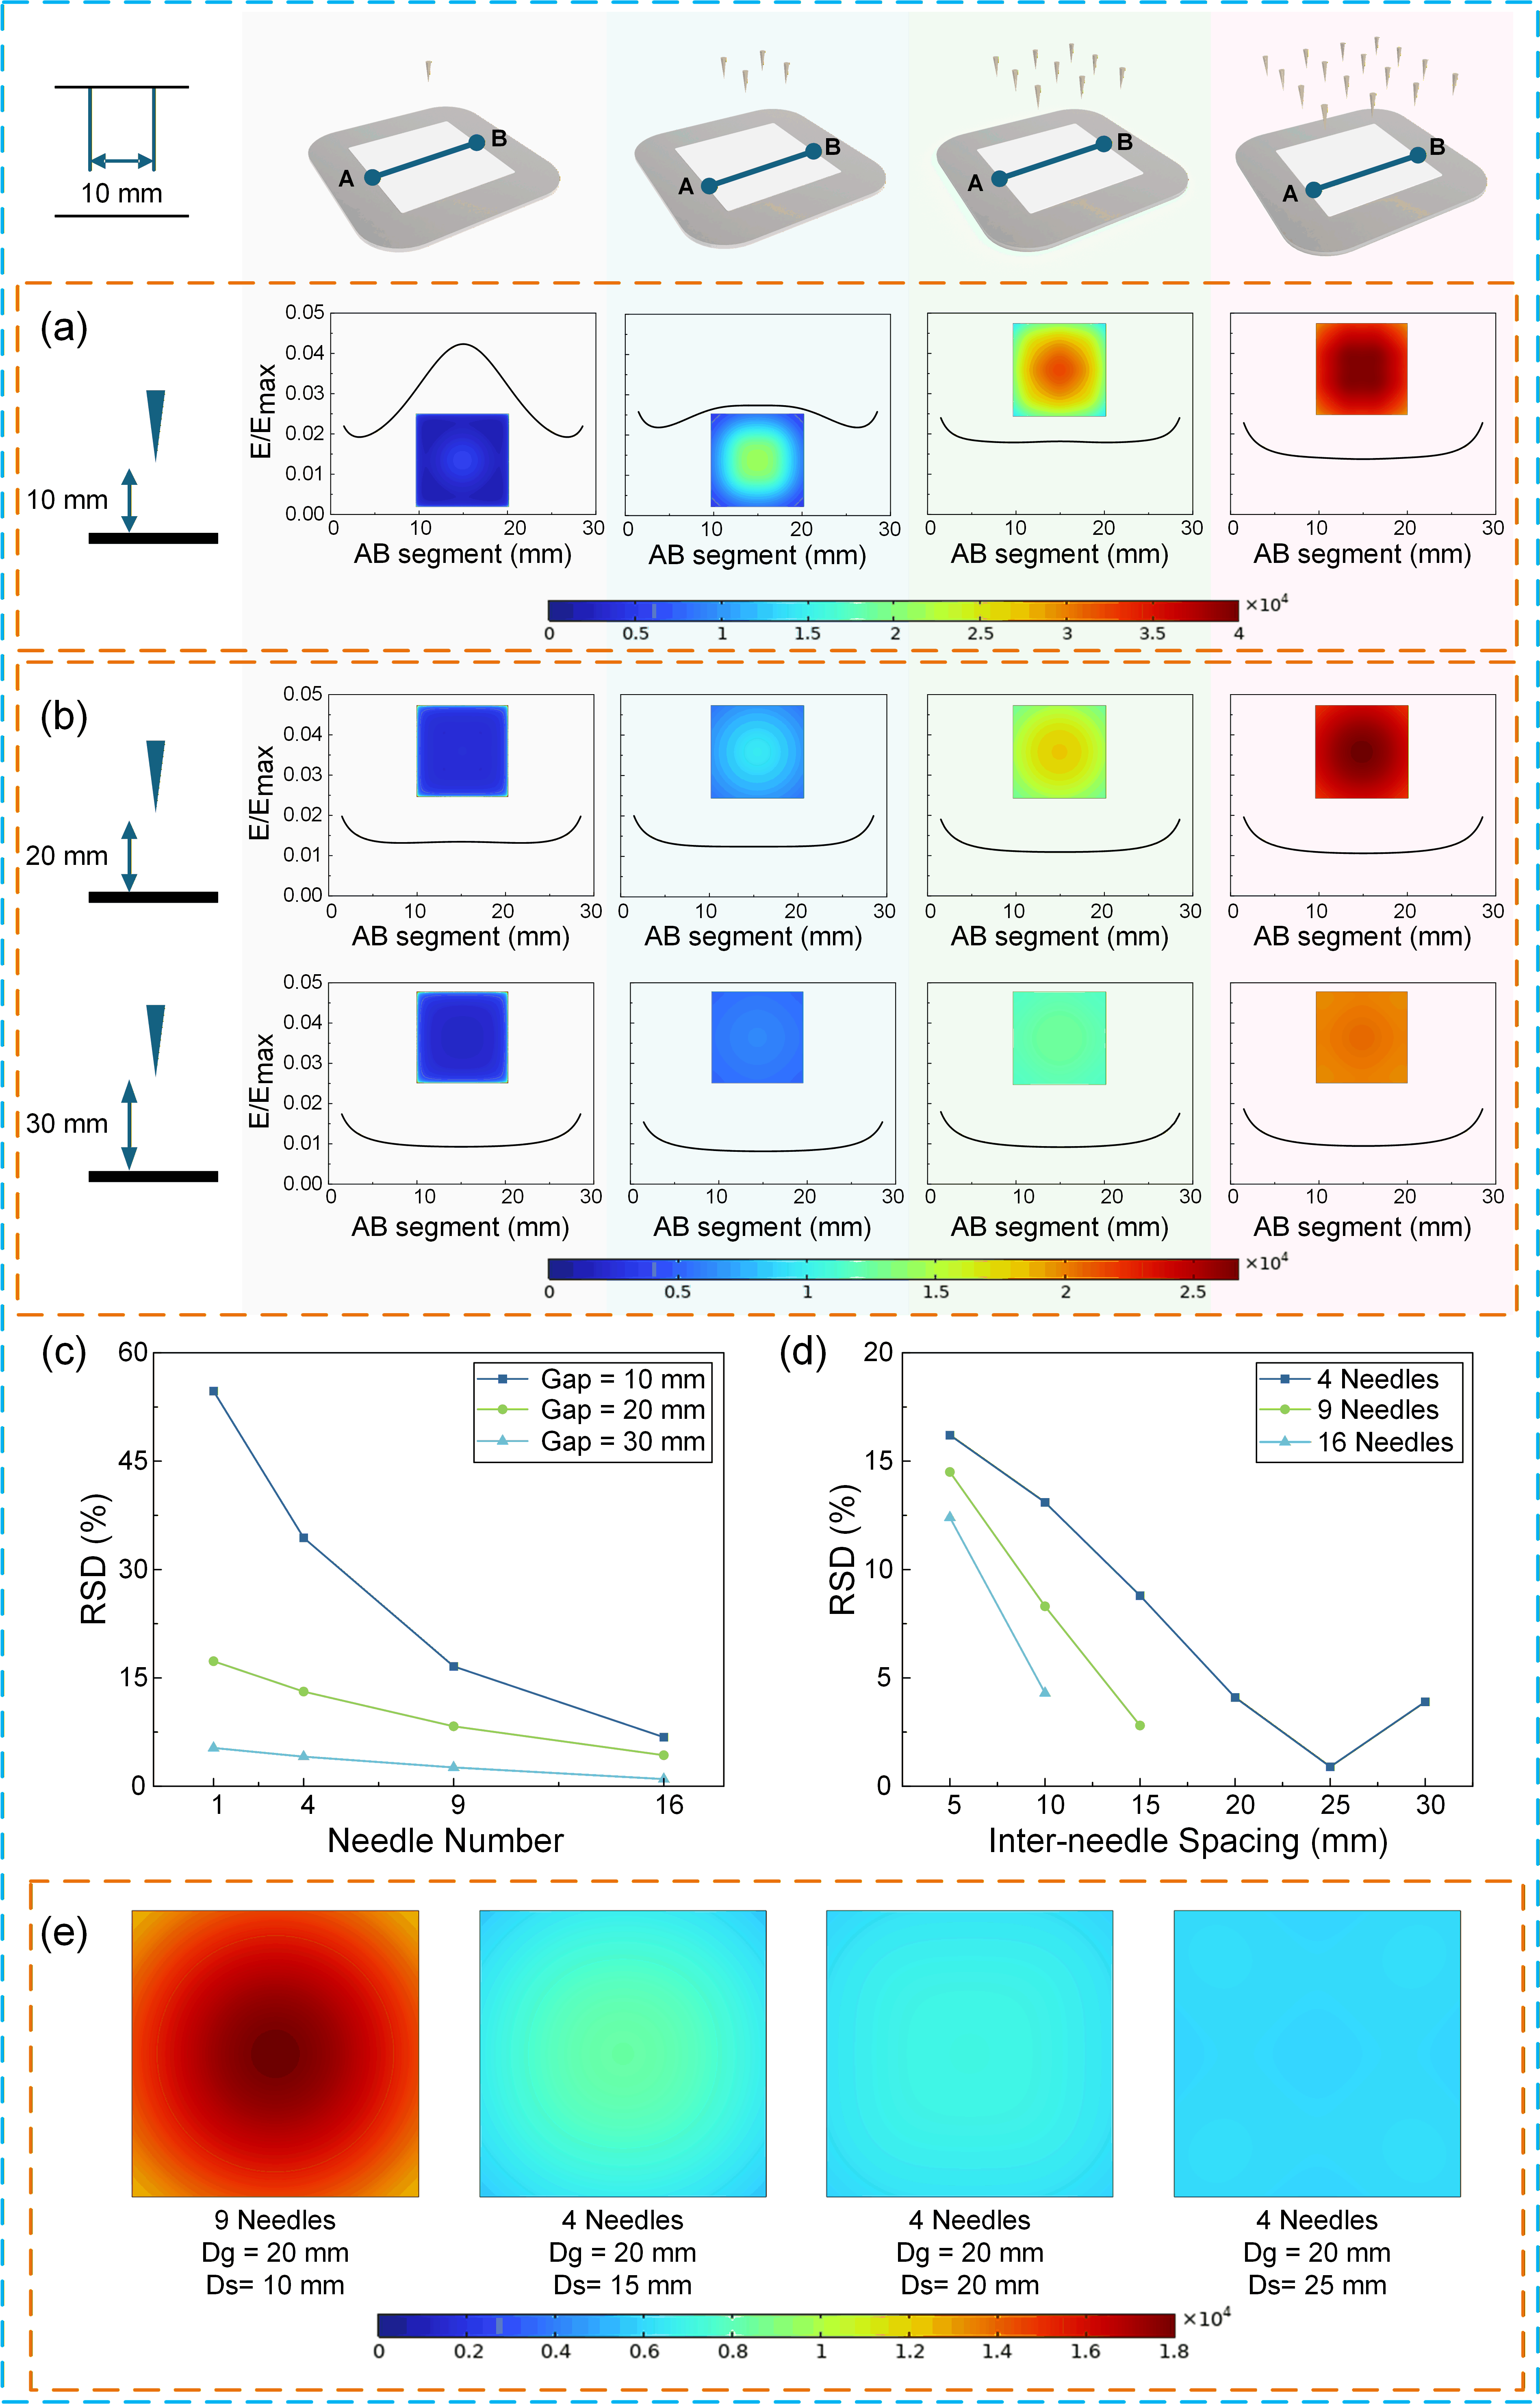 10 mm
A
B
A
B
A
B
A
B
(a)
10 mm
E/Emax
0.05
0.04
0.03
0.02
0.01
0.00
0 10 20 30
AB segment (mm)
0 10 20 30
AB segment (mm)
0 10 20 30
AB segment (mm)
0 10 20 30
AB segment (mm)
0 0.5 1 1.5 2 2.5 3 3.5 4
×10⁴
(b)
20 mm
E/Emax
0.05
0.04
0.03
0.02
0.01
0.00
0 10 20 30
AB segment (mm)
0 10 20 30
AB segment (mm)
0 10 20 30
AB segment (mm)
0 10 20 30
AB segment (mm)
30 mm
E/Emax
0.05
0.04
0.03
0.02
0.01
0.00
0 10 20 30
AB segment (mm)
0 10 20 30
AB segment (mm)
0 10 20 30
AB segment (mm)
0 10 20 30
AB segment (mm)
0 0.5 1 1.5 2 2.5
×10⁴
(c)
RSD (%)
60
45
30
15
0
Gap = 10 mm
Gap = 20 mm
Gap = 30 mm
1 4 9 16
Needle Number
(d)
RSD (%)
20
15
10
5
0
4 Needles
9 Needles
16 Needles
5 10 15 20 25 30
Inter-needle Spacing (mm)
(e)
9 Needles
Dg = 20 mm
Ds= 10 mm
4 Needles
Dg = 20 mm
Ds= 15 mm
4 Needles
Dg = 20 mm
Ds= 20 mm
4 Needles
Dg = 20 mm
Ds= 25 mm
0 0.2 0.4 0.6 0.8 1 1.2 1.4 1.6 1.8
×10⁴